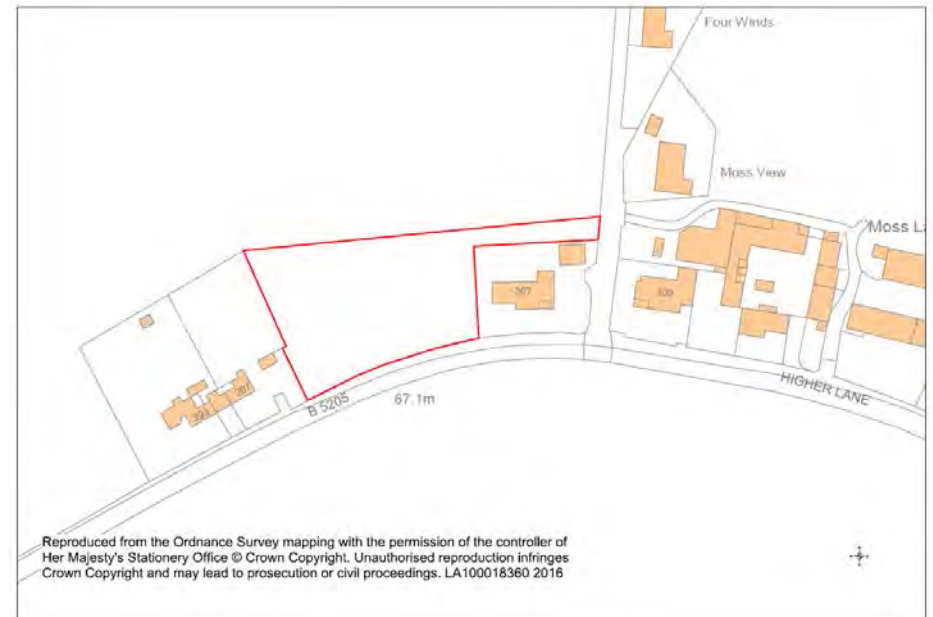 Four Winds
Moss View
Moss L
307
309
HIGHER LANE
B 5205
67.1m
Reproduced from the Ordnance Survey mapping with the permission of the controller of
Her Majesty's Stationery Office © Crown Copyright. Unauthorised reproduction infringes
Crown Copyright and may lead to prosecution or civil proceedings. LA100018360 2016